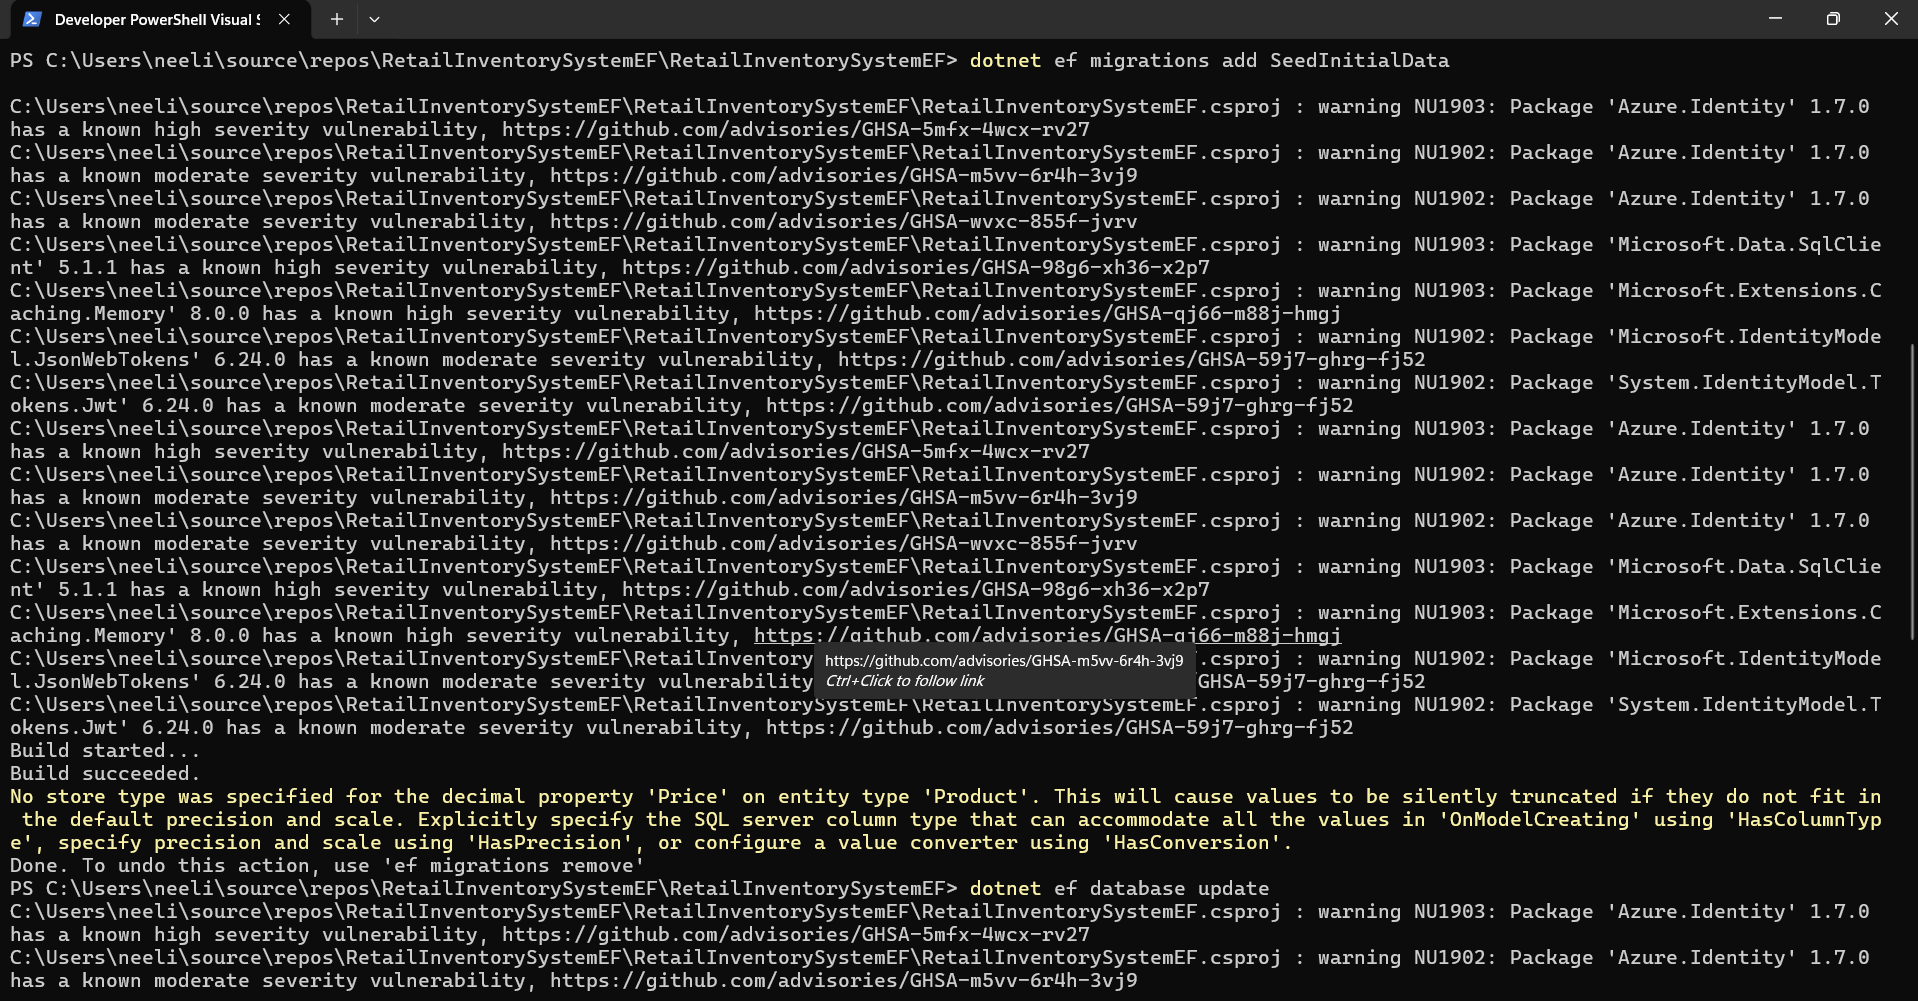 Developer PowerShell Visual S
PS C:\Users\neeli\source\repos\RetailInventorySystemEF\RetailInventorySystemEF> dotnet ef migrations add SeedInitialData
C:\Users\neeli\source\repos\RetailInventorySystemEF\RetailInventorySystemEF\RetailInventorySystemEF.csproj : warning NU1903: Package 'Azure.Identity' 1.7.0
has a known high severity vulnerability, https://github.com/advisories/GHSA-5mfx-4wcx-rv27
C:\Users\neeli\source\repos\RetailInventorySystemEF\RetailInventorySystemEF\RetailInventorySystemEF.csproj : warning NU1902: Package 'Azure.Identity' 1.7.0
has a known moderate severity vulnerability, https://github.com/advisories/GHSA-m5vv-6r4h-3vj9
C:\Users\neeli\source\repos\RetailInventorySystemEF\RetailInventorySystemEF\RetailInventorySystemEF.csproj : warning NU1902: Package 'Azure.Identity' 1.7.0
has a known moderate severity vulnerability, https://github.com/advisories/GHSA-wvxc-855f-jvrv
C:\Users\neeli\source\repos\RetailInventorySystemEF\RetailInventorySystemEF\RetailInventorySystemEF.csproj : warning NU1903: Package 'Microsoft.Data.SqlClie
nt' 5.1.1 has a known high severity vulnerability, https://github.com/advisories/GHSA-98g6-xh36-x2p7
C:\Users\neeli\source\repos\RetailInventorySystemEF\RetailInventorySystemEF\RetailInventorySystemEF.csproj : warning NU1903: Package 'Microsoft.Extensions.C
aching.Memory' 8.0.0 has a known high severity vulnerability, https://github.com/advisories/GHSA-qj66-m88j-hmgj
C:\Users\neeli\source\repos\RetailInventorySystemEF\RetailInventorySystemEF\RetailInventorySystemEF.csproj : warning NU1902: Package 'Microsoft.IdentityMode
l.JsonWebTokens' 6.24.0 has a known moderate severity vulnerability, https://github.com/advisories/GHSA-59j7-ghrg-fj52
C:\Users\neeli\source\repos\RetailInventorySystemEF\RetailInventorySystemEF\RetailInventorySystemEF.csproj : warning NU1902: Package 'System.IdentityModel.T
okens.Jwt' 6.24.0 has a known moderate severity vulnerability, https://github.com/advisories/GHSA-59j7-ghrg-fj52
C:\Users\neeli\source\repos\RetailInventorySystemEF\RetailInventorySystemEF\RetailInventorySystemEF.csproj : warning NU1903: Package 'Azure.Identity' 1.7.0
has a known high severity vulnerability, https://github.com/advisories/GHSA-5mfx-4wcx-rv27
C:\Users\neeli\source\repos\RetailInventorySystemEF\RetailInventorySystemEF\RetailInventorySystemEF.csproj : warning NU1902: Package 'Azure.Identity' 1.7.0
has a known moderate severity vulnerability, https://github.com/advisories/GHSA-m5vv-6r4h-3vj9
C:\Users\neeli\source\repos\RetailInventorySystemEF\RetailInventorySystemEF\RetailInventorySystemEF.csproj : warning NU1902: Package 'Azure.Identity' 1.7.0
has a known moderate severity vulnerability, https://github.com/advisories/GHSA-wvxc-855f-jvrv
C:\Users\neeli\source\repos\RetailInventorySystemEF\RetailInventorySystemEF\RetailInventorySystemEF.csproj : warning NU1903: Package 'Microsoft.Data.SqlClie
nt' 5.1.1 has a known high severity vulnerability, https://github.com/advisories/GHSA-98g6-xh36-x2p7
C:\Users\neeli\source\repos\RetailInventorySystemEF\RetailInventorySystemEF\RetailInventorySystemEF.csproj : warning NU1903: Package 'Microsoft.Extensions.C
aching.Memory' 8.0.0 has a known high severity vulnerability, https://github.com/advisories/GHSA-qj66-m88j-hmgj
C:\Users\neeli\source\repos\RetailInventorySystemEF\RetailInventory .csproj : warning NU1902: Package 'Microsoft.IdentityMode
https://github.com/advisories/GHSA-m5vv-6r4h-3vj9
Ctrl+Click to follow link
l.JsonWebTokens' 6.24.0 has a known moderate severity vulnerability GHSA-59j7-ghrg-fj52
C:\Users\neeli\source\repos\RetailInventorySystemEF\RetailInventorySystemEF\RetailInventorySystemEF.csproj : warning NU1902: Package 'System.IdentityModel.T
okens.Jwt' 6.24.0 has a known moderate severity vulnerability, https://github.com/advisories/GHSA-59j7-ghrg-fj52
Build started...
Build succeeded.
No store type was specified for the decimal property 'Price' on entity type 'Product'. This will cause values to be silently truncated if they do not fit in
the default precision and scale. Explicitly specify the SQL server column type that can accommodate all the values in 'OnModelCreating' using 'HasColumnTyp
e', specify precision and scale using 'HasPrecision', or configure a value converter using 'HasConversion'.
Done. To undo this action, use 'ef migrations remove'
PS C:\Users\neeli\source\repos\RetailInventorySystemEF\RetailInventorySystemEF> dotnet ef database update
C:\Users\neeli\source\repos\RetailInventorySystemEF\RetailInventorySystemEF\RetailInventorySystemEF.csproj : warning NU1903: Package 'Azure.Identity' 1.7.0
has a known high severity vulnerability, https://github.com/advisories/GHSA-5mfx-4wcx-rv27
C:\Users\neeli\source\repos\RetailInventorySystemEF\RetailInventorySystemEF\RetailInventorySystemEF.csproj : warning NU1902: Package 'Azure.Identity' 1.7.0
has a known moderate severity vulnerability, https://github.com/advisories/GHSA-m5vv-6r4h-3vj9